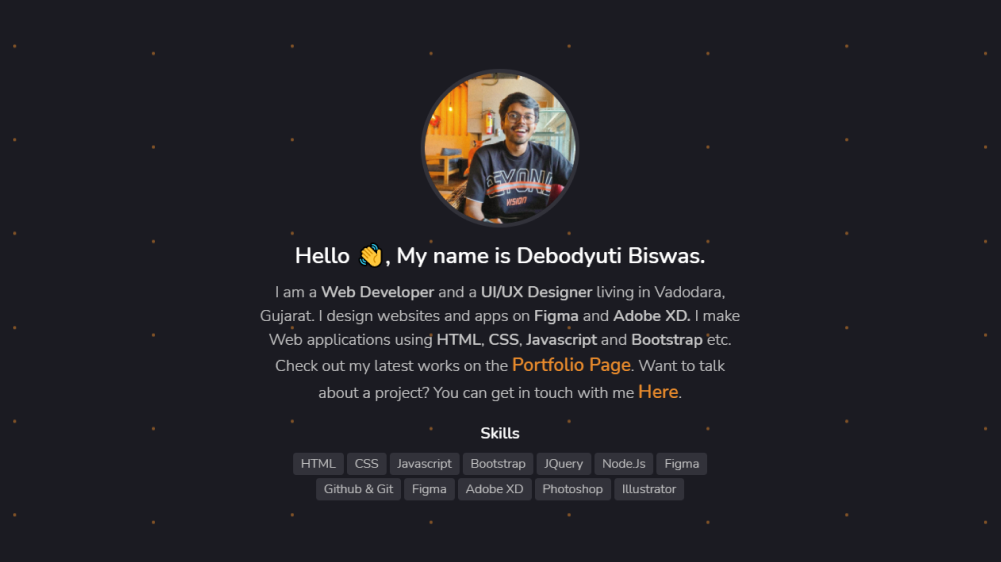 BEYOND
VISION
Hello 👋, My name is Debodyuti Biswas.
I am a Web Developer and a UI/UX Designer living in Vadodara,
Gujarat. I design websites and apps on Figma and Adobe XD. I make
Web applications using HTML, CSS, Javascript and Bootstrap etc.
Check out my latest works on the Portfolio Page. Want to talk
about a project? You can get in touch with me Here.
Skills
HTML CSS Javascript Bootstrap JQuery Node.Js Figma
Github & Git Figma Adobe XD Photoshop Illustrator